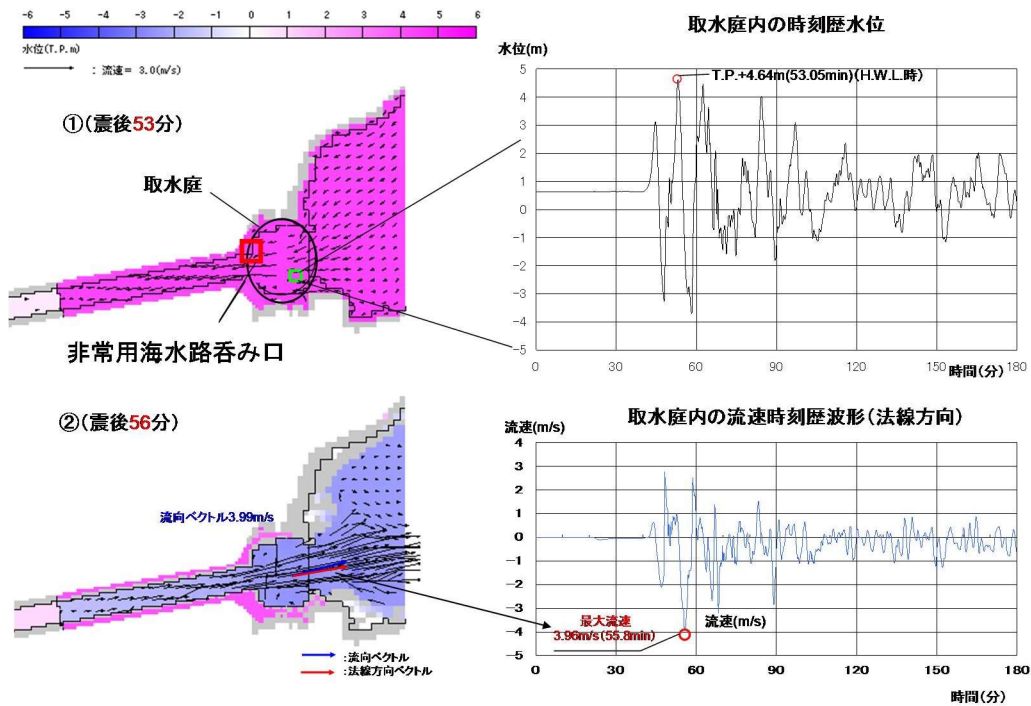 -6 -5 -4 -3 -2 -1 0 1 2 3 4 5 6
水位(T.P.m)
: 流速= 3.0(m/s)
①(震後53分)
取水庭
非常用海水路呑み口
取水庭内の時刻歴水位
水位(m)
T.P.+4.64m(53.05min)(H.W.L.時)
5
4
3
2
1
0
-1
-2
-3
-4
-5
0 30 60 90 120 150 180
時間(分)
②(震後56分)
流向ベクトル3.99m/s
:流向ベクトル
:法線方向ベクトル
取水庭内の流速時刻歴波形(法線方向)
流速(m/s)
4
3
2
1
0
-1
-2
-3
-4
-5
最大流速
3.96m/s(55.8min)
流速(m/s)
0 30 60 90 120 150 180
時間(分)